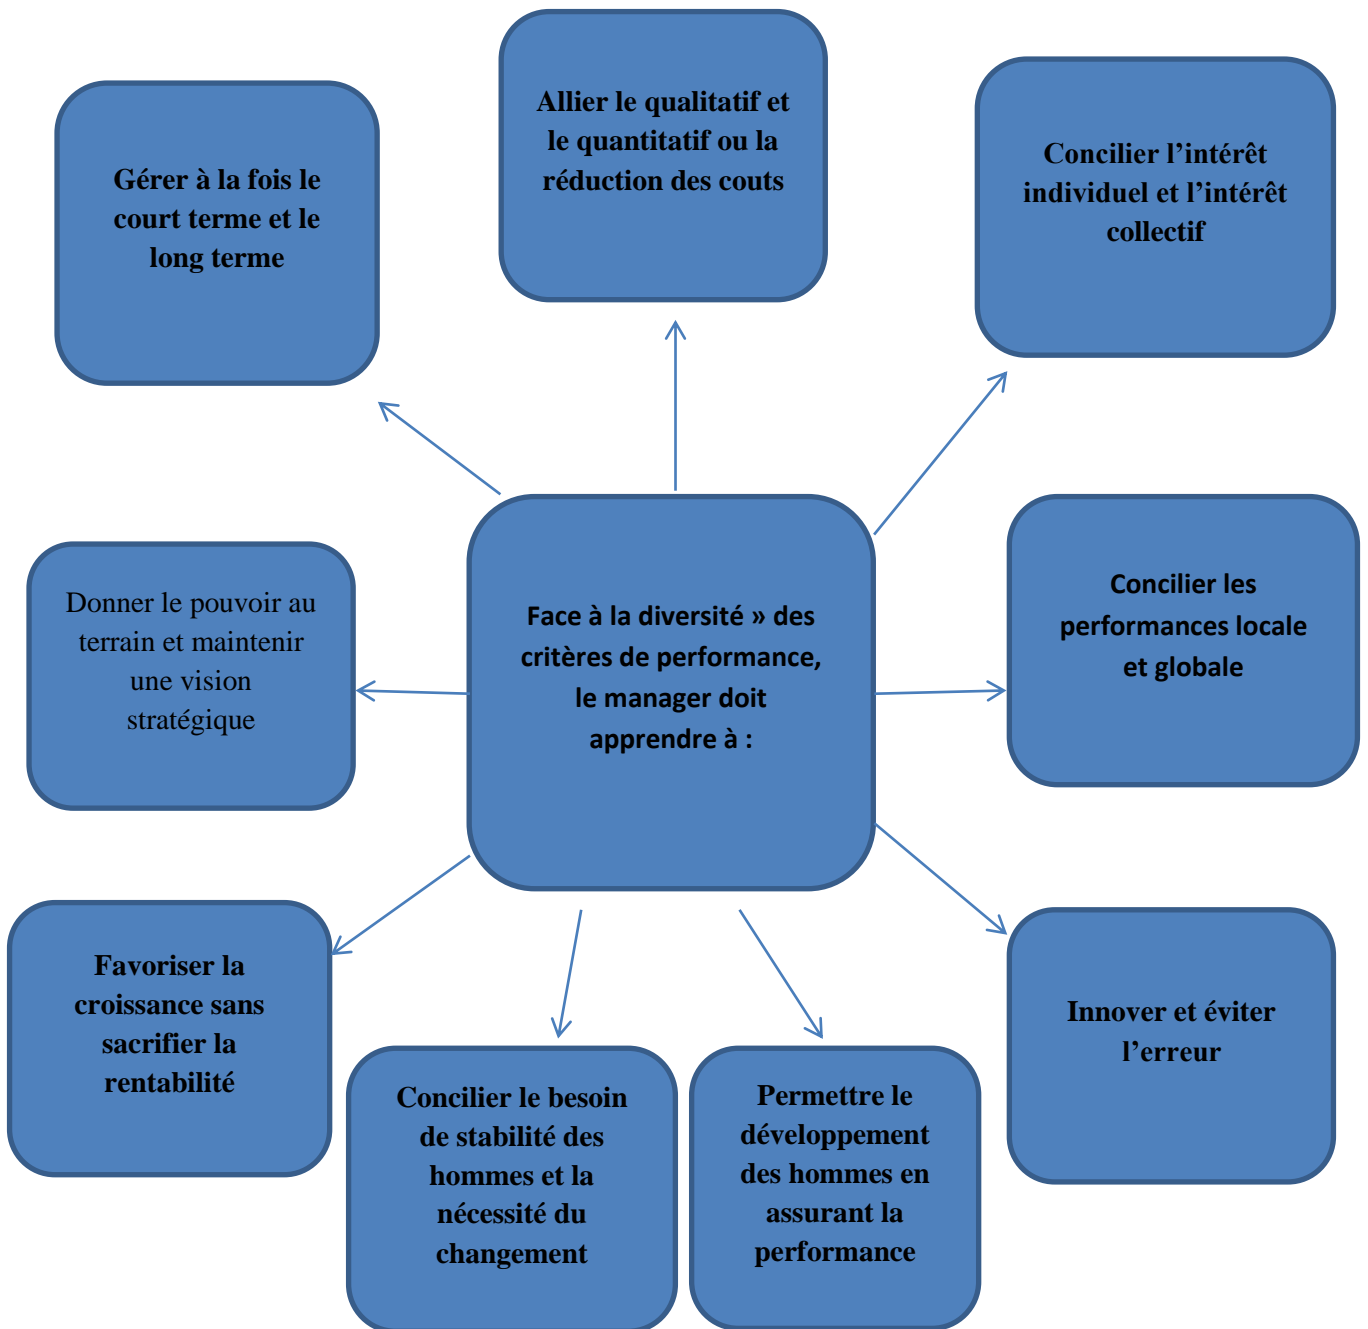 Allier le qualitatif et
le quantitatif ou la
réduction des couts
Gérer à la fois le
court terme et le
long terme
Concilier l’intérêt
individuel et l’intérêt
collectif
Face à la diversité » des
critères de performance,
le manager doit
apprendre à :
Donner le pouvoir au
terrain et maintenir
une vision
stratégique
Concilier les
performances locale
et globale
Favoriser la
croissance sans
sacrifier la
rentabilité
Innover et éviter
l’erreur
Concilier le besoin
de stabilité des
hommes et la
nécessité du
changement
Permettre le
développement
des hommes en
assurant la
performance